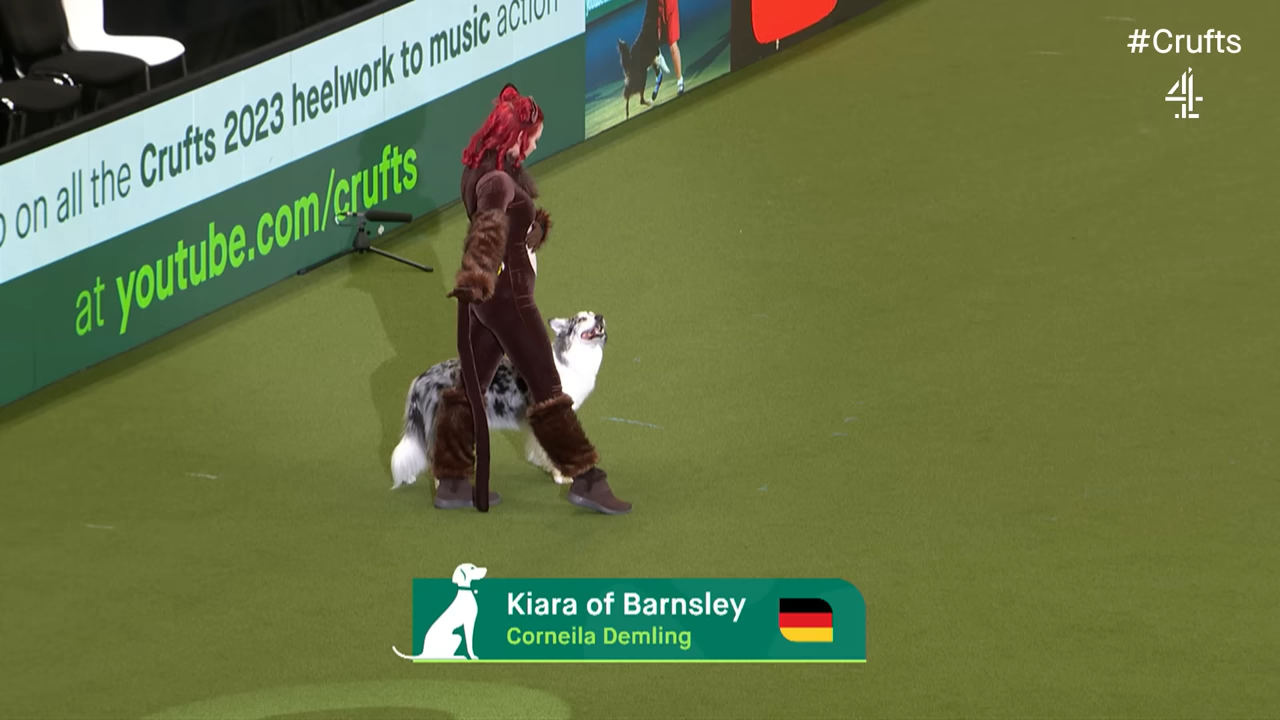 #Crufts
4
on all the Crufts 2023 heelwork to music action
at youtube.com/crufts
Kiara of Barnsley
Corneila Demling